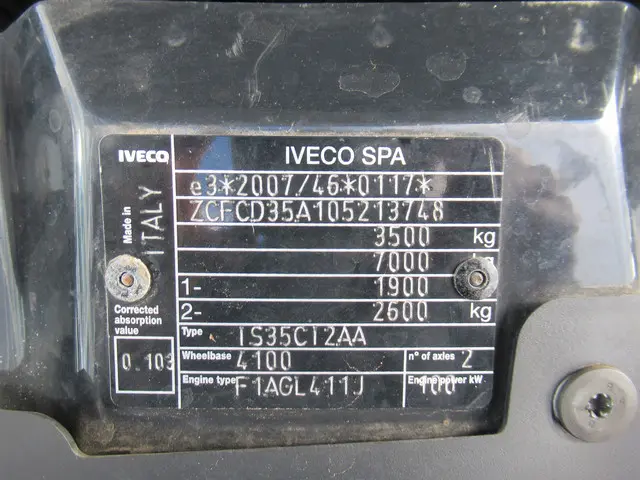 IVECO
IVECO SPA
e3*2007/46*0117*
ZCFCD35A105213748
3500 kg
7000
1- 1900
2- 2600 kg
Made in ITALY
Corrected absorption value
0.103
Type IS35CI2AA
Wheelbase 4100 n° of axles 2
Engine type F1AGL411J 100 Engine power kW